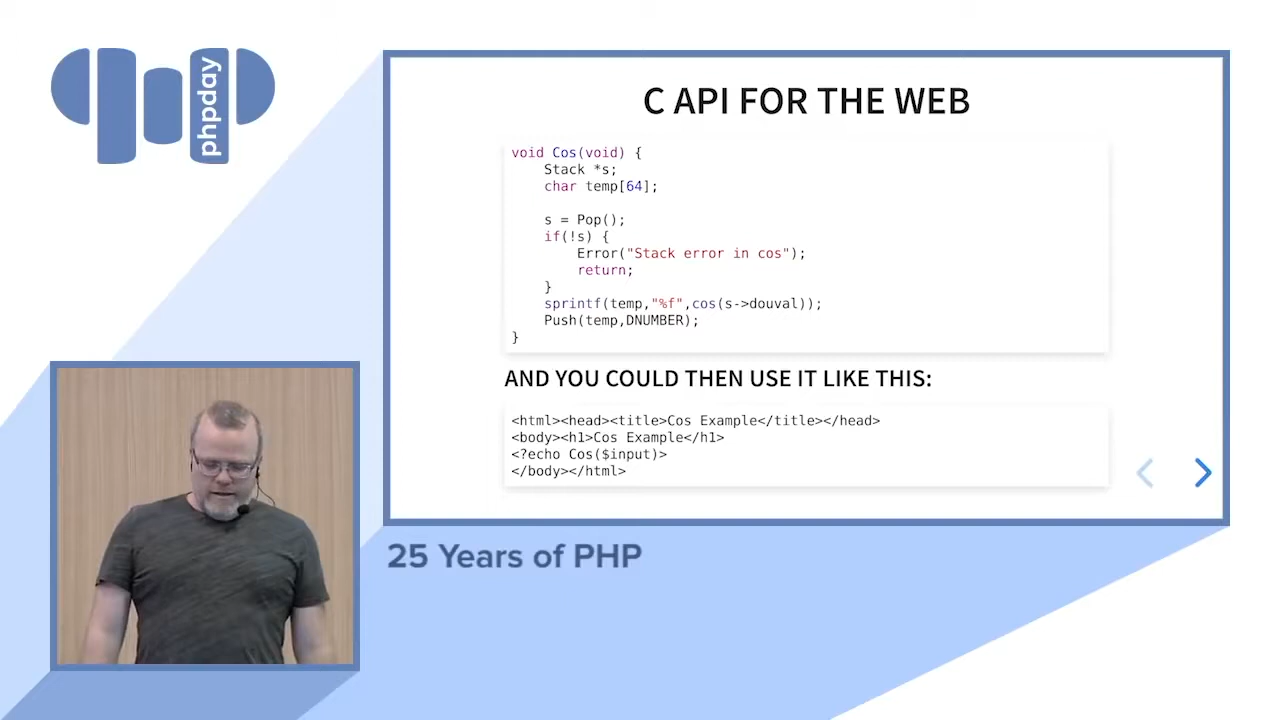 phpday
C API FOR THE WEB
void Cos(void) {
    Stack *s;
    char temp[64];

    s = Pop();
    if(!s) {
        Error("Stack error in cos");
        return;
    }
    sprintf(temp,"%f",cos(s->douval));
    Push(temp,DNUMBER);
}
AND YOU COULD THEN USE IT LIKE THIS:
<html><head><title>Cos Example</title></head>
<body><h1>Cos Example</h1>
<?echo Cos($input)>
</body></html>
25 Years of PHP